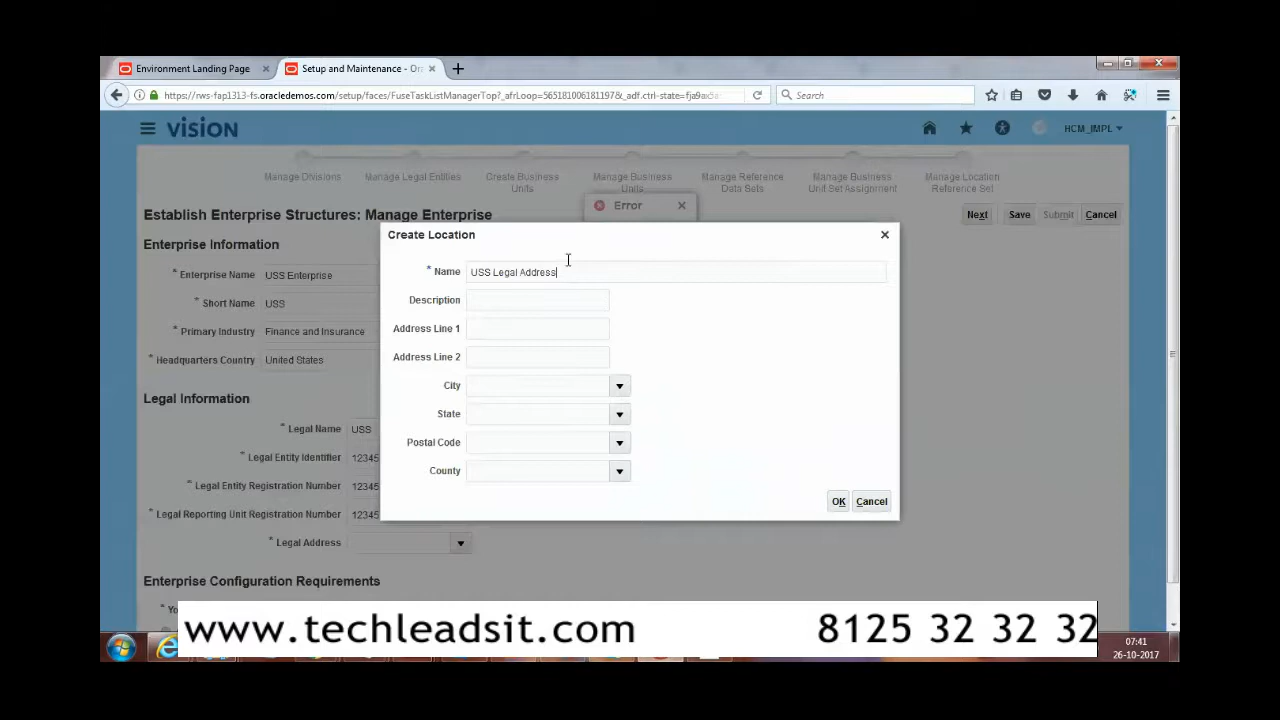 Environment Landing Page
Setup and Maintenance - Or
https://rws-fap1313-fs.oracledemos.com/setup/faces/FuseTaskListManagerTop?_afrLoop=5651810061811978&_adf.ctrl-state=
Search
vision
HCM_IMPL
Manage Divisions
Manage Legal Entities
Create Business Units
Manage Business Units
Manage Reference Data Sets
Manage Business Unit Set Assignment
Manage Location Reference Set
Establish Enterprise Structures: Manage Enterprise
Error
Next
Save
Submit
Cancel
Enterprise Information
* Enterprise Name USS Enterprise
* Short Name USS
* Primary Industry Finance and Insurance
* Headquarters Country United States
Legal Information
* Legal Name USS
* Legal Entity Identifier 12345
* Legal Entity Registration Number 12345
* Legal Reporting Unit Registration Number 12345
* Legal Address
Enterprise Configuration Requirements
* Yo
Create Location
* Name USS Legal Address
Description
Address Line 1
Address Line 2
City
State
Postal Code
County
OK
Cancel
www.techleadsit.com
8125 32 32 32
07:41
26-10-2017